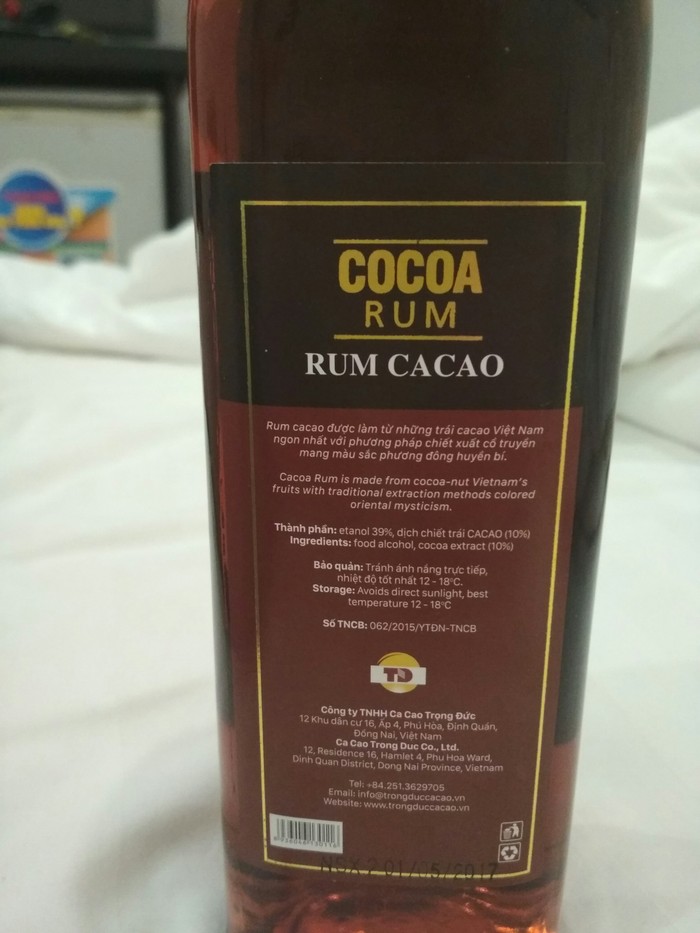 COCOA
RUM
RUM CACAO
Rum cacao được làm từ những trái cacao Việt Nam
ngon nhất với phương pháp chiết xuất cổ truyền
mang màu sắc phương đông huyền bí.
Cacoa Rum is made from cocoa-nut Vietnam's
fruits with traditional extraction methods colored
oriental mysticism.
Thành phần: etanol 39%, dịch chiết trái CACAO (10%)
Ingredients: food alcohol, cocoa extract (10%)
Bảo quản: Tránh ánh nắng trực tiếp,
nhiệt độ tốt nhất 12 - 18°C.
Storage: Avoids direct sunlight, best
temperature 12 - 18°C
Số TNCB: 062/2015/YTĐN-TNCB
TD
Công ty TNHH Ca Cao Trọng Đức
12 Khu dân cư 16, Ấp 4, Phú Hòa, Định Quán,
Đồng Nai, Việt Nam
Ca Cao Trong Duc Co., Ltd.
12, Residence 16, Hamlet 4, Phu Hoa Ward,
Dinh Quan District, Dong Nai Province, Vietnam
Tel: +84.251.3629705
Email: info@trongduccacao.vn
Website: www.trongduccacao.vn
NSX